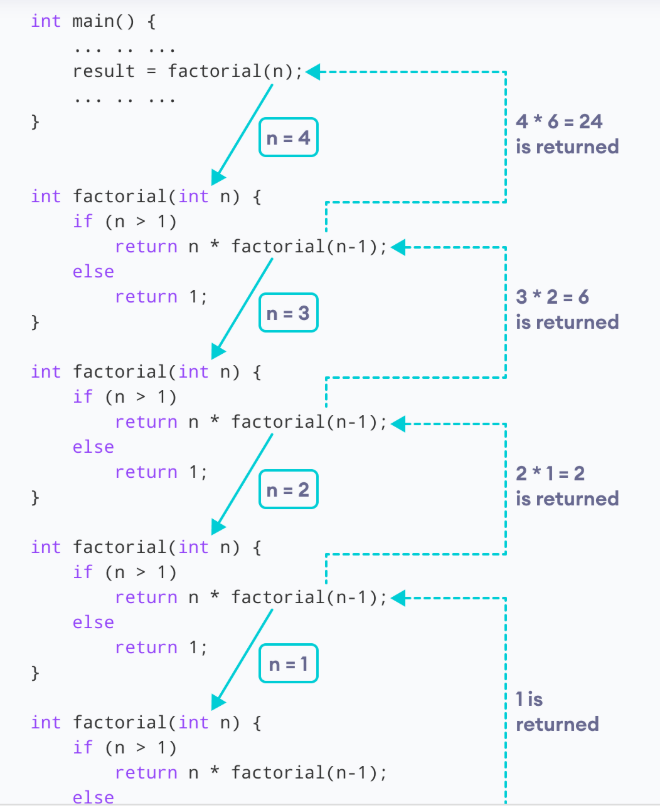 int main() {
... .. ...
result = factorial(n);
... .. ...
}
4 * 6 = 24
is returned
n = 4
int factorial(int n) {
if (n > 1)
return n * factorial(n-1);
else
return 1;
}
3 * 2 = 6
is returned
n = 3
int factorial(int n) {
if (n > 1)
return n * factorial(n-1);
else
return 1;
}
2 * 1 = 2
is returned
n = 2
int factorial(int n) {
if (n > 1)
return n * factorial(n-1);
else
return 1;
}
n = 1
1 is
returned
int factorial(int n) {
if (n > 1)
return n * factorial(n-1);
else